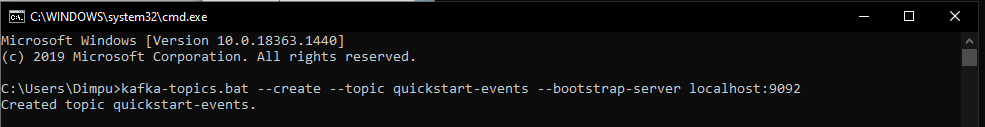 C:\WINDOWS\system32\cmd.exe
Microsoft Windows [Version 10.0.18363.1440]
(c) 2019 Microsoft Corporation. All rights reserved.
C:\Users\Dimpu>kafka-topics.bat --create --topic quickstart-events --bootstrap-server localhost:9092
Created topic quickstart-events.